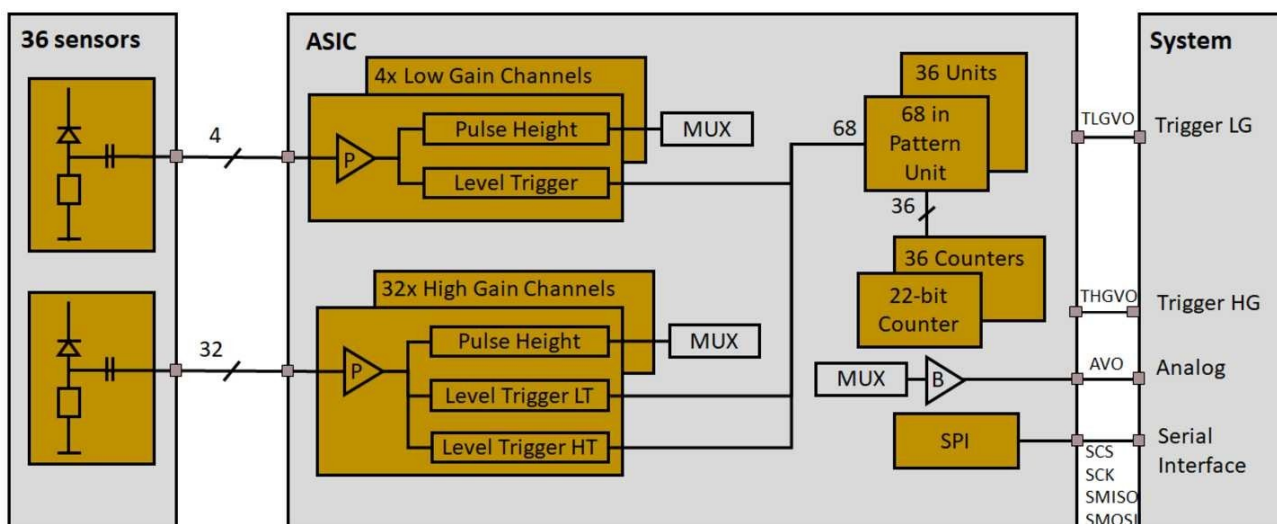 36 sensors
ASIC
System
4x Low Gain Channels
Pulse Height
MUX
P
Level Trigger
4
36 Units
68
68 in
Pattern
Unit
36
TLGVO
Trigger LG
36 Counters
22-bit
Counter
32x High Gain Channels
Pulse Height
MUX
P
Level Trigger LT
Level Trigger HT
32
THGVO
Trigger HG
MUX
B
AVO
Analog
SPI
Serial
Interface
SCS
SCK
SMISO
SMOSI